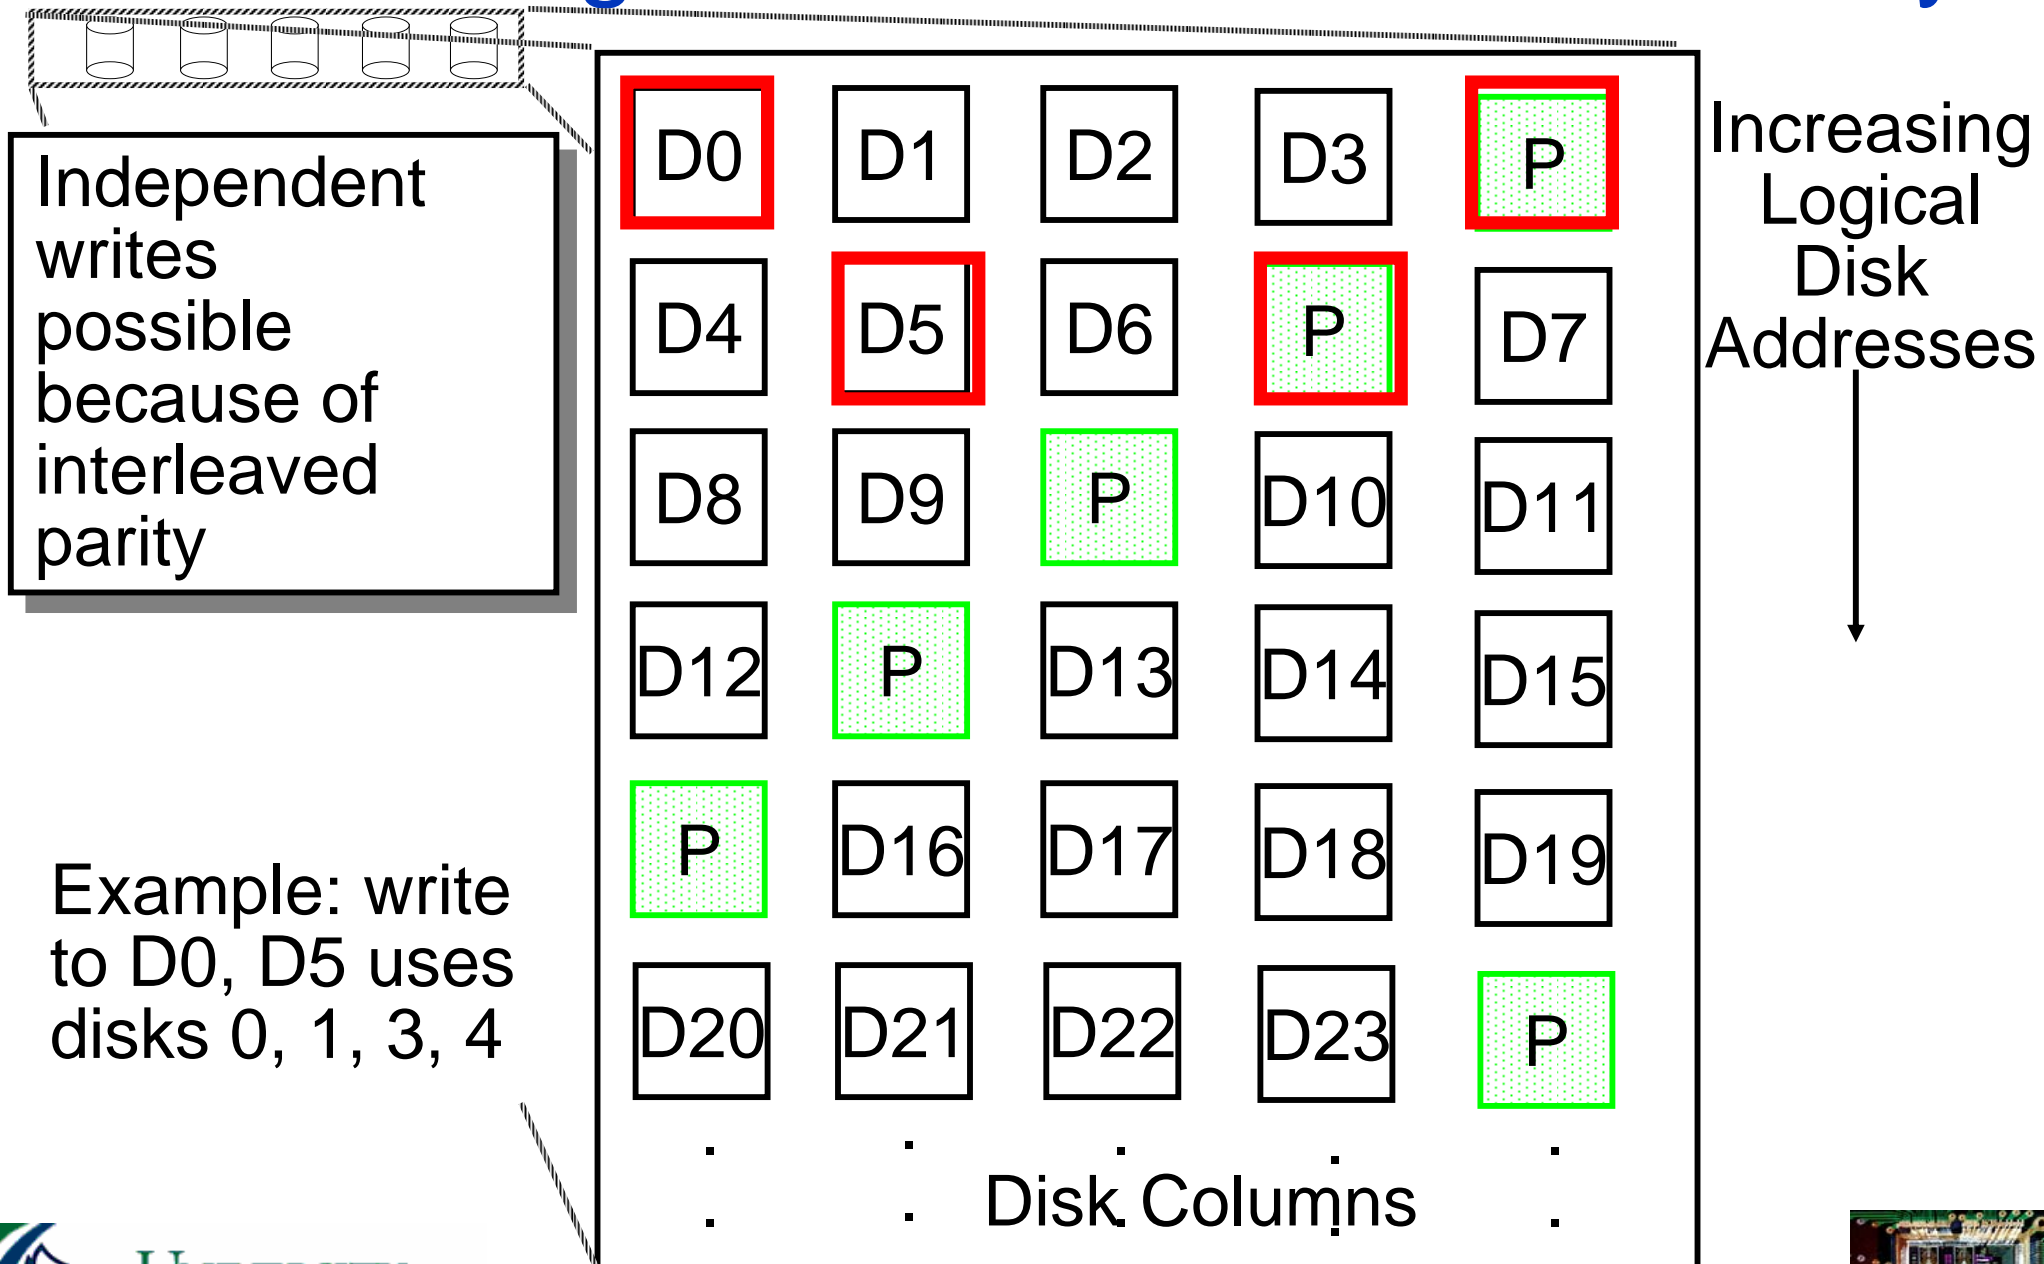 Independent
writes
possible
because of
interleaved
parity
Example: write
to D0, D5 uses
disks 0, 1, 3, 4
D0 D1 D2 D3 P
D4 D5 D6 P D7
D8 D9 P D10 D11
D12 P D13 D14 D15
P D16 D17 D18 D19
D20 D21 D22 D23 P
Disk Columns
Increasing
Logical
Disk
Addresses